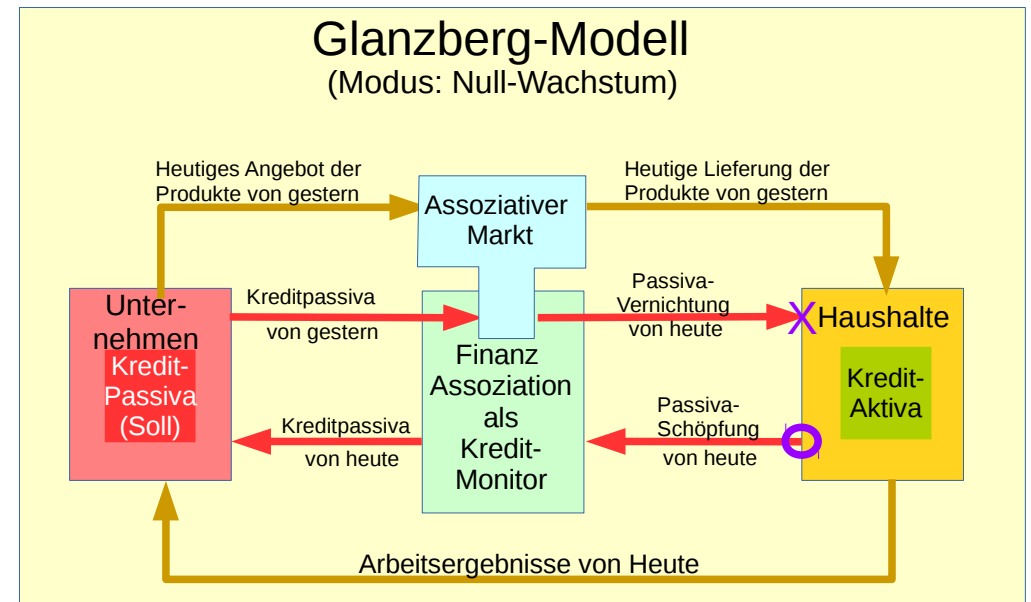 Glanzberg-Modell
(Modus: Null-Wachstum)
Heutiges Angebot der
Produkte von gestern
Heutige Lieferung der
Produkte von gestern
Assoziativer
Markt
Unter-
nehmen
Kredit-
Passiva
(Soll)
Kreditpassiva
von gestern
Passiva-
Vernichtung
von heute
X
Haushalte
Kredit-
Aktiva
Finanz
Assoziation
als
Kredit-
Monitor
Kreditpassiva
von heute
Passiva-
Schöpfung
von heute
Arbeitsergebnisse von Heute